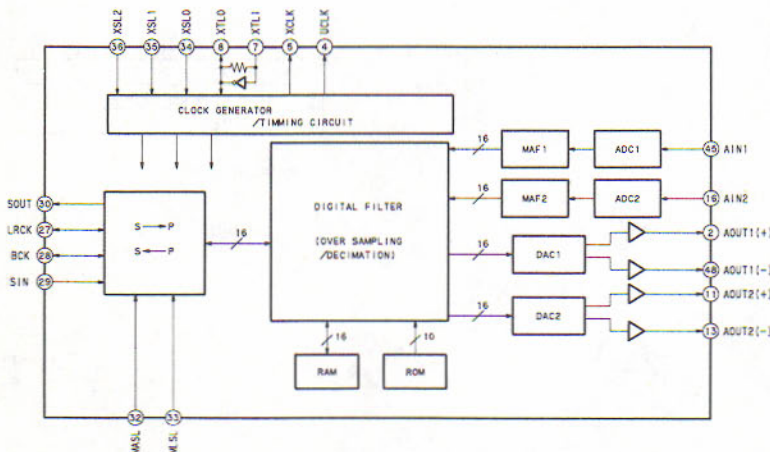 XSL2 XSL1 XSL0 XTLO XTLI XCLK UCLK
36 35 34 8 7 5 4
CLOCK GENERATOR
/TIMMING CIRCUIT
16 MAF1 ADC1 45 AIN1
16 MAF2 ADC2 16 AIN2
DIGITAL FILTER
(OVER SAMPLING
/DECIMATION)
SOUT 30
LRCK 27
BCK 28
SIN 29
S P
S P
16
16 DAC1
2 AOUT1(+)
48 AOUT1(-)
16 DAC2
11 AOUT2(+)
13 AOUT2(-)
16 10
RAM ROM
32 33
MASL MLSL